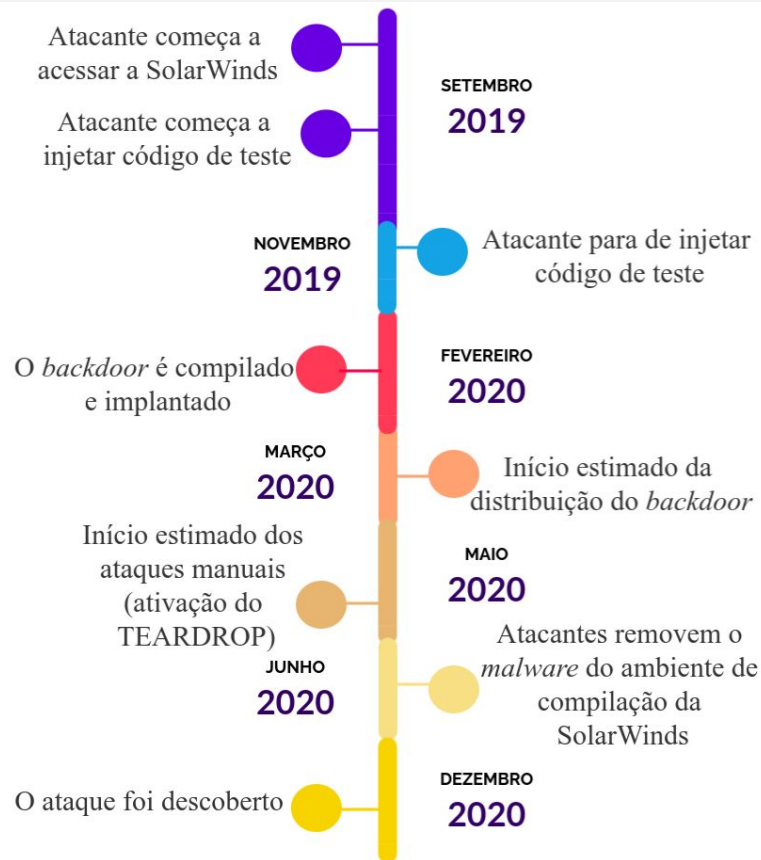 Atacante começa a
acessar a SolarWinds
SETEMBRO
2019
Atacante começa a
injetar código de teste
NOVEMBRO
2019
Atacante para de injetar
código de teste
FEVEREIRO
2020
O backdoor é compilado
e implantado
MARÇO
2020
Início estimado da
distribuição do backdoor
Início estimado dos
ataques manuais
(ativação do
TEARDROP)
MAIO
2020
JUNHO
2020
Atacantes removem o
malware do ambiente de
compilação da
SolarWinds
DEZEMBRO
2020
O ataque foi descoberto